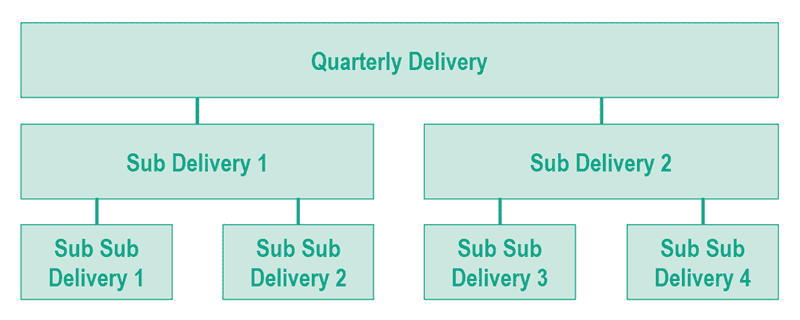 Quarterly Delivery
Sub Delivery 1
Sub Delivery 2
Sub Sub
Delivery 1
Sub Sub
Delivery 2
Sub Sub
Delivery 3
Sub Sub
Delivery 4